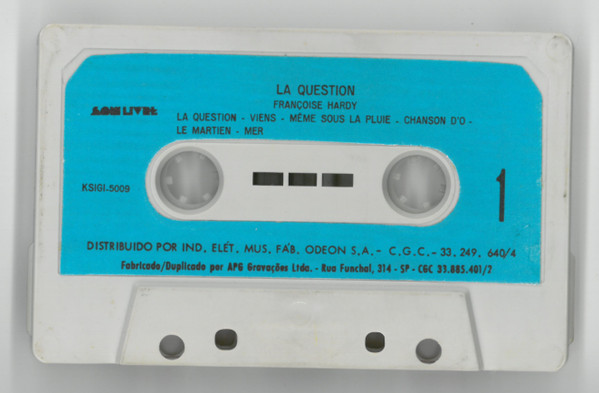 LA QUESTION
FRANÇOISE HARDY
SOM LIVRE
LA QUESTION - VIENS - MÊME SOUS LA PLUIE - CHANSON D'O -
LE MARTIEN - MER
KSIGI-5009
1
DISTRIBUIDO POR IND. ELÉT. MUS. FÁB. ODEON S.A. - C.G.C.- 33. 249. 640/4
Fabricado/Duplicado por APG Gravações Ltda. - Rua Funchal, 314 - SP - CGC 33.885.401/7